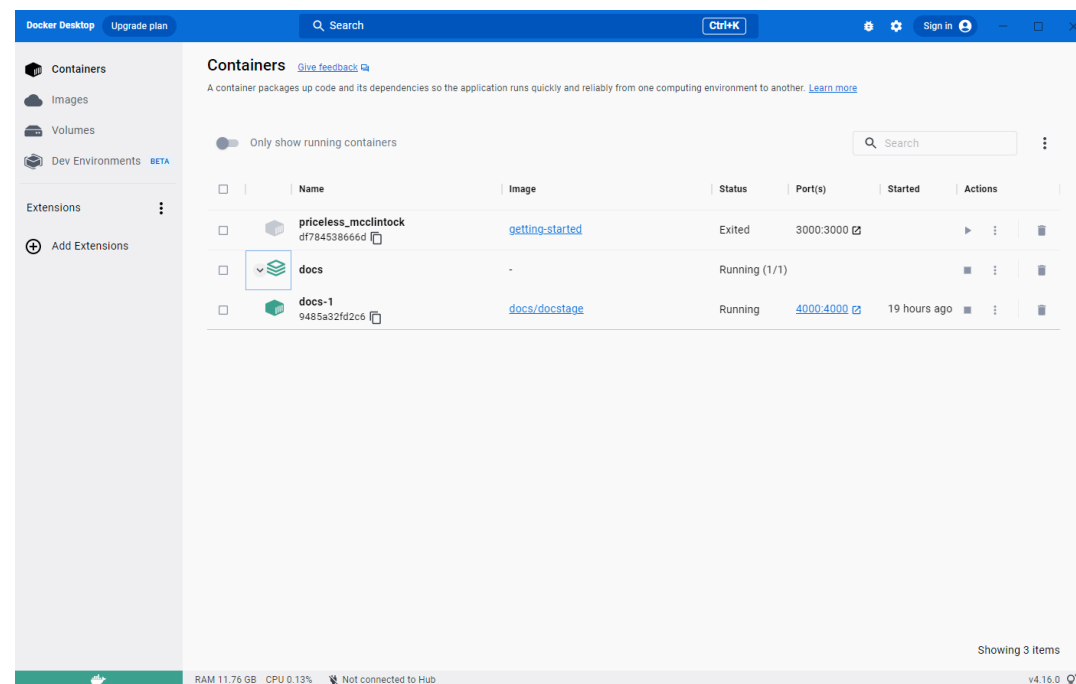 Docker Desktop Upgrade plan Search Ctrl+K Sign in
Containers
Images
Volumes
Dev Environments BETA
Extensions
Add Extensions
Containers Give feedback
A container packages up code and its dependencies so the application runs quickly and reliably from one computing environment to another. Learn more
Only show running containers Search
Name Image Status Port(s) Started Actions
priceless_mcclintock getting-started Exited 3000:3000
df784538666d
docs - Running (1/1)
docs-1 docs/docstage Running 4000:4000 19 hours ago
9485a32fd2c6
Showing 3 items
RAM 11.76 GB CPU 0.13% Not connected to Hub v4.16.0